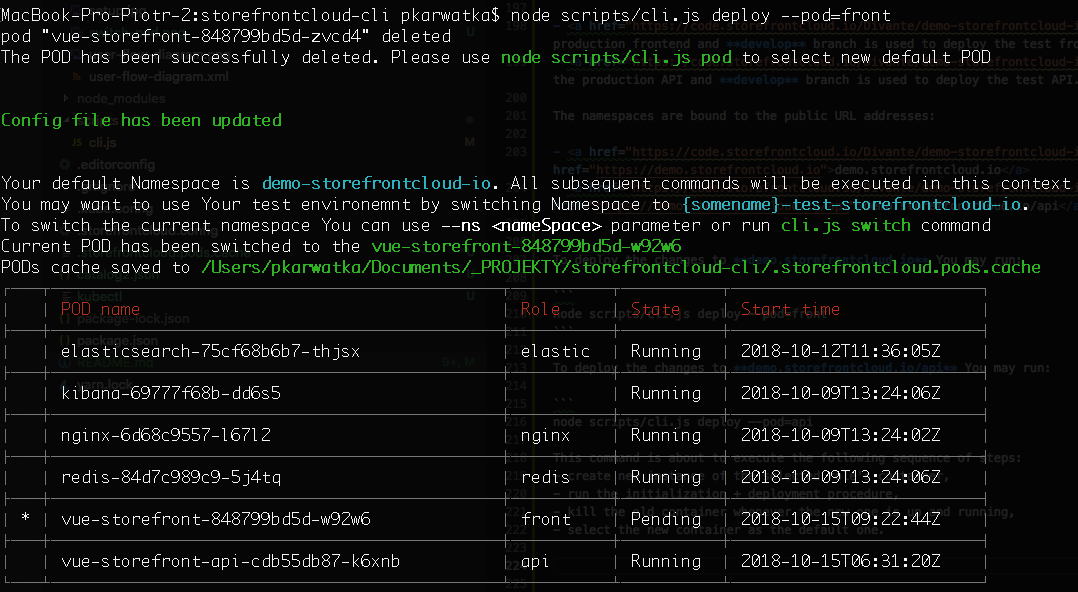 MacBook-Pro-Piotr-2:storefrontcloud-cli pkarwatka$ node scripts/cli.js deploy --pod=front
pod "vue-storefront-848799bd5d-zvcd4" deleted
The POD has been successfully deleted. Please use node scripts/cli.js pod to select new default POD
Config file has been updated
Your default Namespace is demo-storefrontcloud-io. All subsequent commands will be executed in this context
You may want to use Your test environemnt by switching Namespace to {somename}-test-storefrontcloud-io.
To switch the current namespace You can use --ns <nameSpace> parameter or run cli.js switch command
Current POD has been switched to the vue-storefront-848799bd5d-w92w6
PODs cache saved to /Users/pkarwatka/Documents/_PROJEKTY/storefrontcloud-cli/.storefrontcloud.pods.cache
POD name Role State Start time
elasticsearch-75cf68b6b7-thjsx elastic Running 2018-10-12T11:36:05Z
kibana-69777f68b-dd6s5 Running 2018-10-09T13:24:06Z
nginx-6d68c9557-l67l2 nginx Running 2018-10-09T13:24:02Z
redis-84d7c989c9-5j4tq redis Running 2018-10-09T13:24:06Z
* vue-storefront-848799bd5d-w92w6 front Pending 2018-10-15T09:22:44Z
vue-storefront-api-cdb55db87-k6xnb api Running 2018-10-15T06:31:20Z